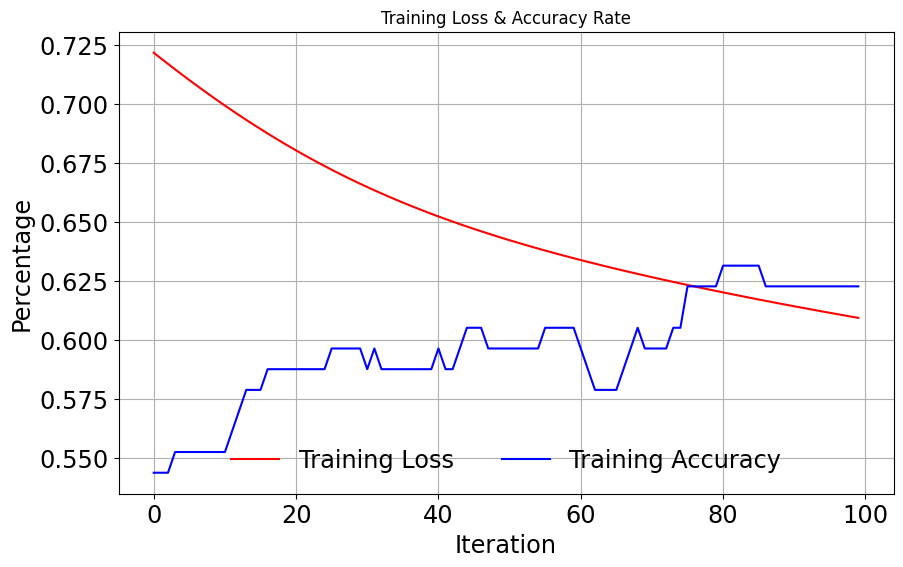 Training Loss & Accuracy Rate
Percentage
0.725
0.700
0.675
0.650
0.625
0.600
0.575
0.550
Training Loss
Training Accuracy
0 20 40 60 80 100
Iteration